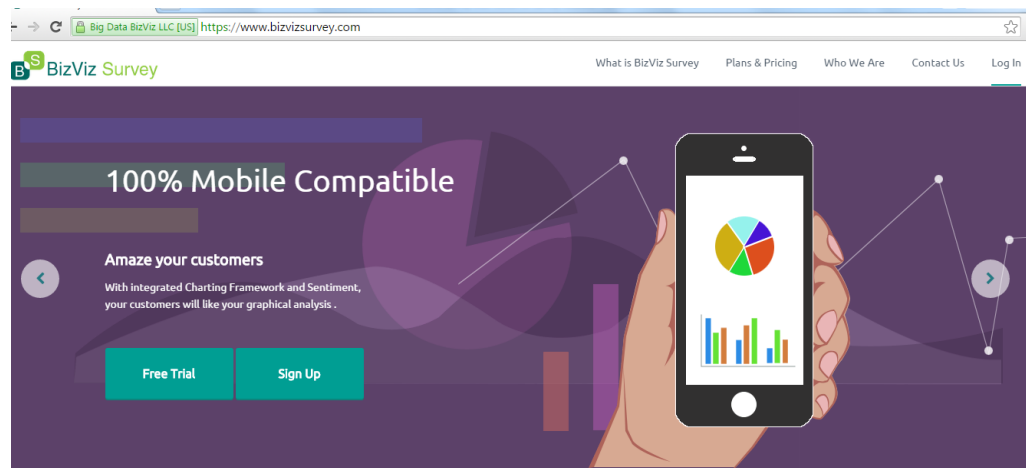 Big Data BizViz LLC [US] https://www.bizvizsurvey.com
BS BizViz Survey
What is BizViz Survey Plans & Pricing Who We Are Contact Us Log In
100% Mobile Compatible
Amaze your customers
With integrated Charting Framework and Sentiment,
your customers will like your graphical analysis .
Free Trial Sign Up